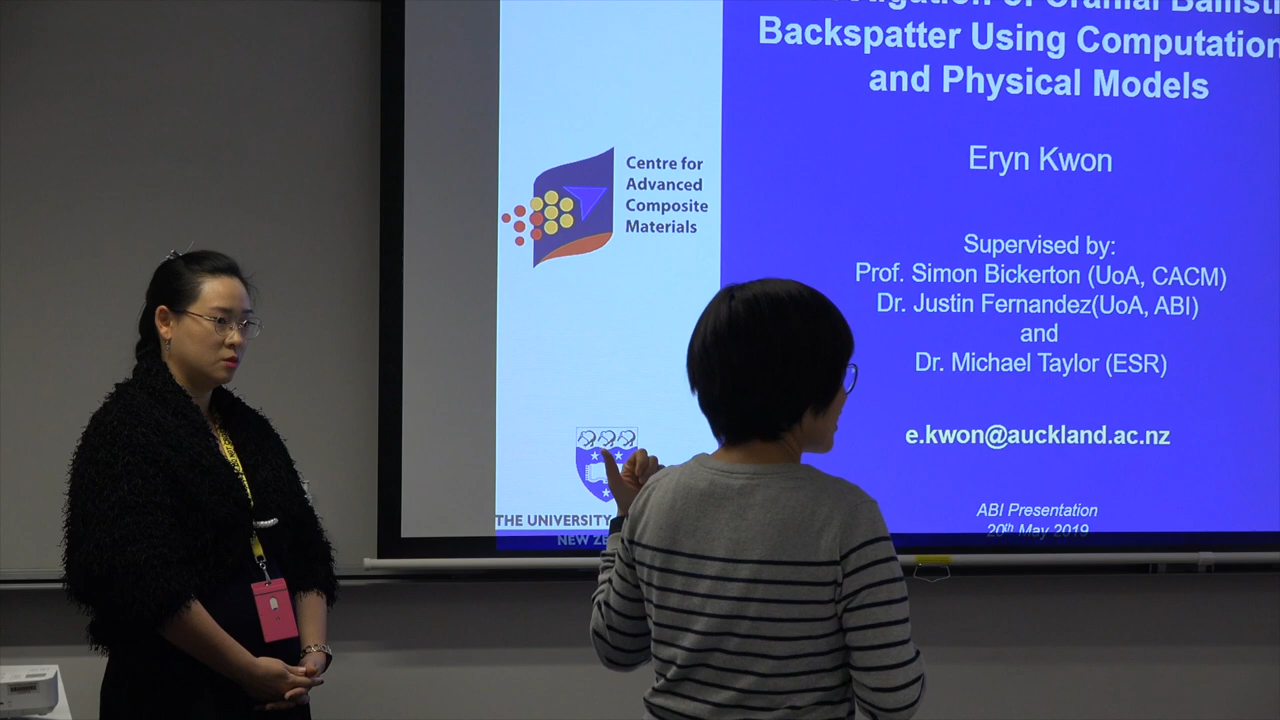 of Cranial
Backspatter Using
and Physical Models
Eryn Kwon
Supervised by:
Prof. Simon Bickerton (UoA, CACM)
Dr. Justin Fernandez(UoA, ABI)
and
Dr. Michael Taylor (ESR)
e.kwon@auckland.ac.nz
ABI Presentation
20th May 2019
Centre for
Advanced
Composite
Materials
THE UNIVERSITY
NEW